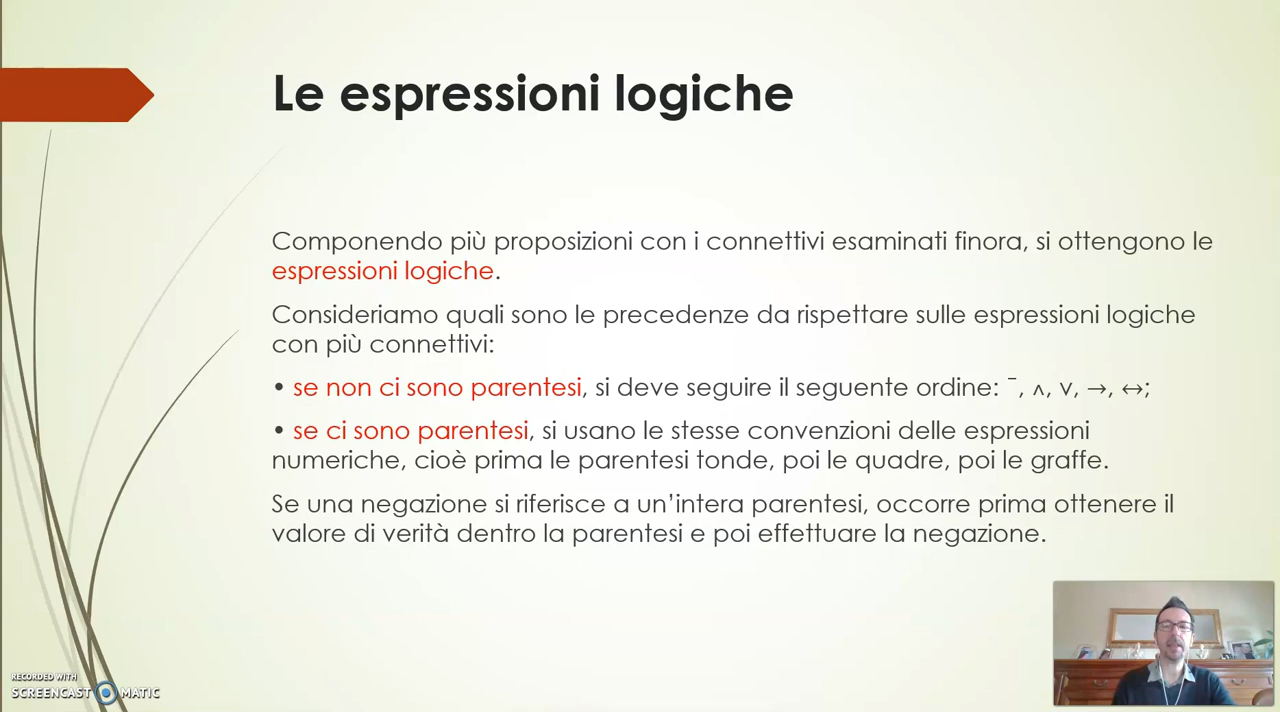 Le espressioni logiche
Componendo più proposizioni con i connettivi esaminati finora, si ottengono le
espressioni logiche.
Consideriamo quali sono le precedenze da rispettare sulle espressioni logiche
con più connettivi:
• se non ci sono parentesi, si deve seguire il seguente ordine: ¯, ∧, ∨, →, ↔;
• se ci sono parentesi, si usano le stesse convenzioni delle espressioni
numeriche, cioè prima le parentesi tonde, poi le quadre, poi le graffe.
Se una negazione si riferisce a un’intera parentesi, occorre prima ottenere il
valore di verità dentro la parentesi e poi effettuare la negazione.
RECORDED WITH
SCREENCAST MATIC